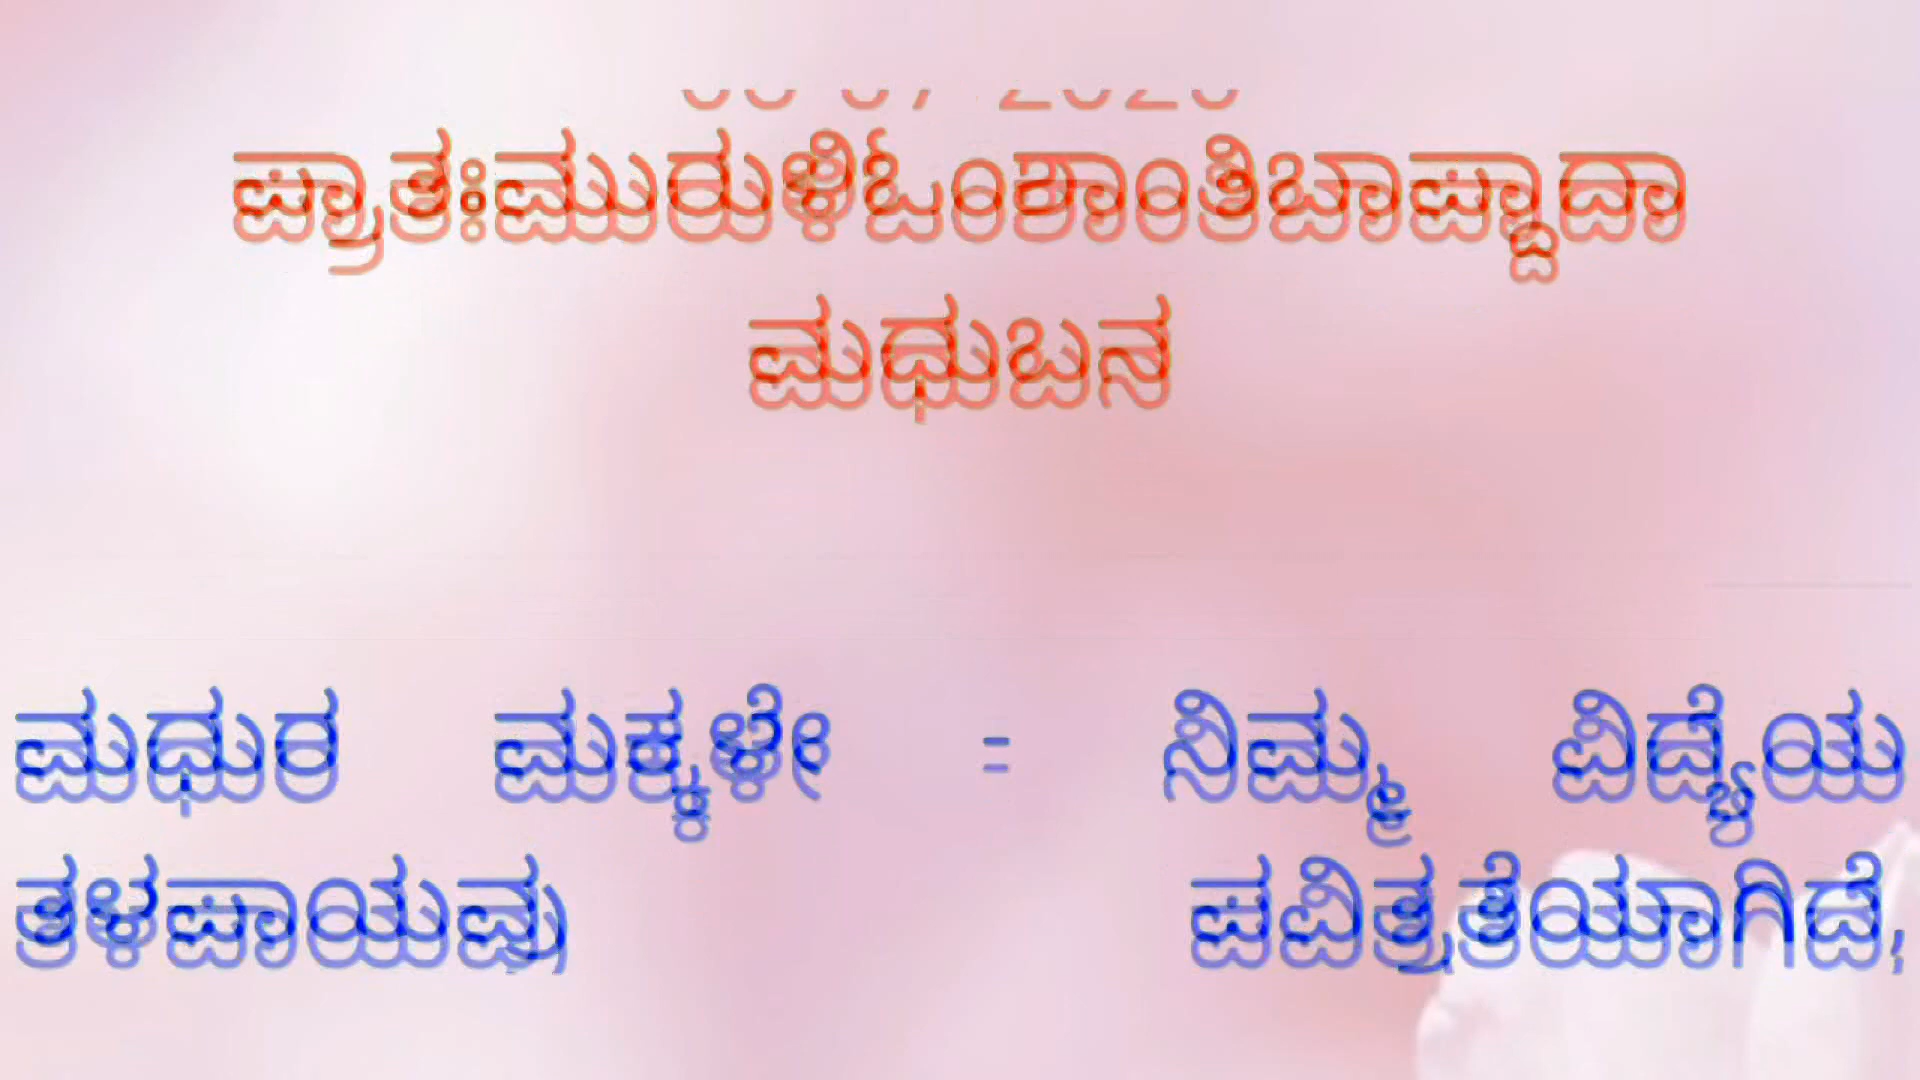 ಪ್ರಾತಃಮುರುಳಿಓಂಶಾಂತಿಬಾಪ್ದಾದಾ
ಮಧುಬನ
ಮಧುರ ಮಕ್ಕಳೇ = ನಿಮ್ಮ ವಿದ್ಯೆಯ
ತಳಪಾಯವು ಪವಿತ್ರತೆಯಾಗಿದೆ,